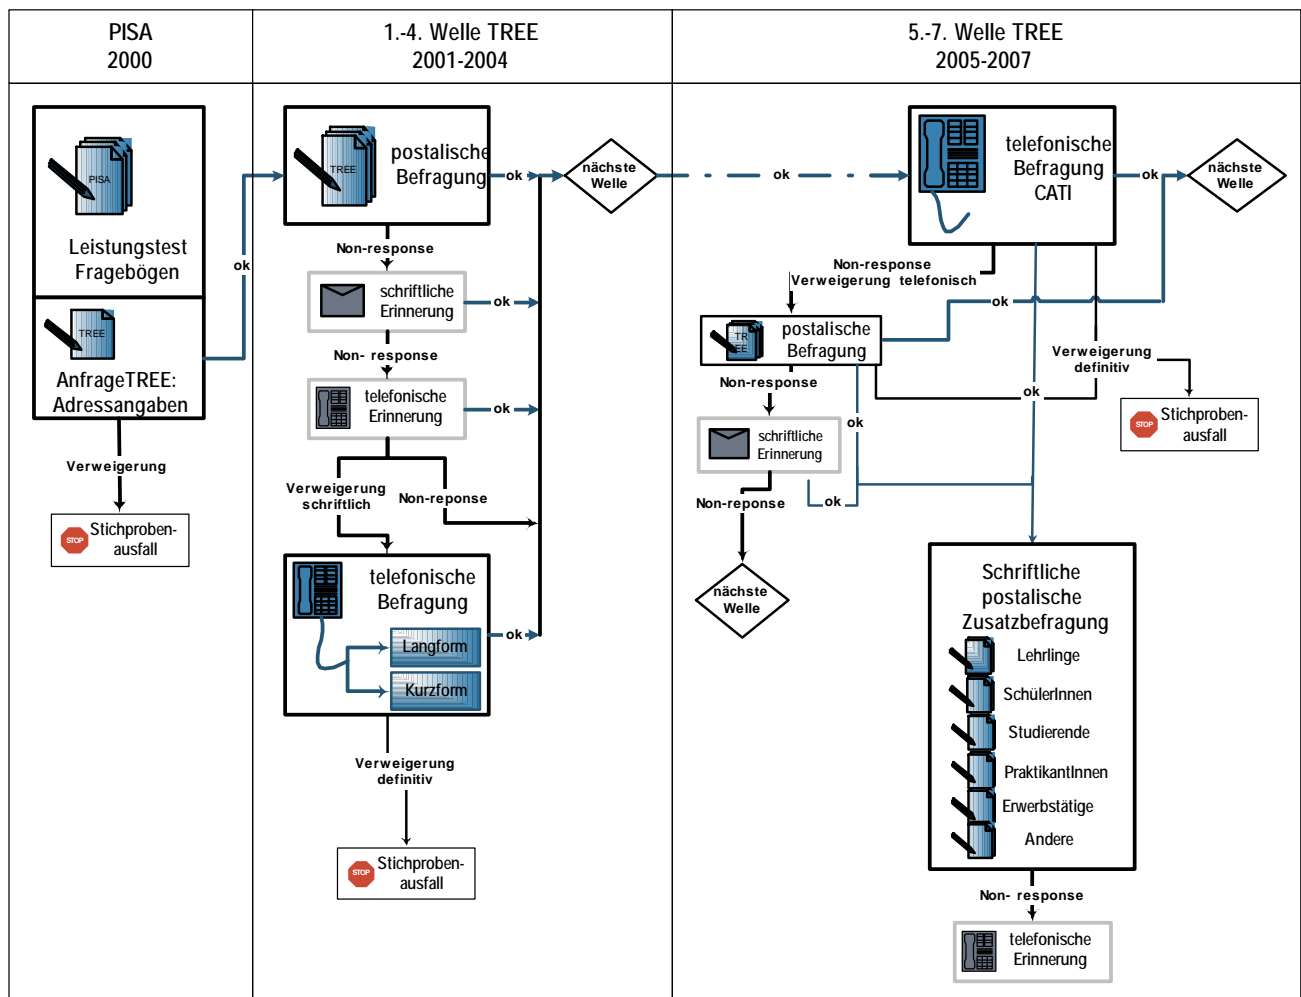 PISA
2000
1.-4. Welle TREE
2001-2004
5.-7. Welle TREE
2005-2007
PISA
Leistungstest
Fragebögen
TREE
AnfrageTREE:
Adressangaben
ok
Verweigerung
STOP
Stichproben-
ausfall
TREE
postalische
Befragung
ok
nächste
Welle
Non-response
schriftliche
Erinnerung
ok
Non- response
telefonische
Erinnerung
ok
Verweigerung
schriftlich
Non-reponse
telefonische
Befragung
Langform
Kurzform
ok
Verweigerung
definitiv
STOP
Stichproben-
ausfall
ok
telefonische
Befragung
CATI
ok
nächste
Welle
Non-response
Verweigerung telefonisch
ok
TR
EE
postalische
Befragung
Verweigerung
definitiv
STOP
Stichproben-
ausfall
Non-response
ok
ok
schriftliche
Erinnerung
Non-reponse
ok
nächste
Welle
Schriftliche
postalische
Zusatzbefragung
Lehrlinge
SchülerInnen
Studierende
PraktikantInnen
Erwerbstätige
Andere
Non- response
telefonische
Erinnerung